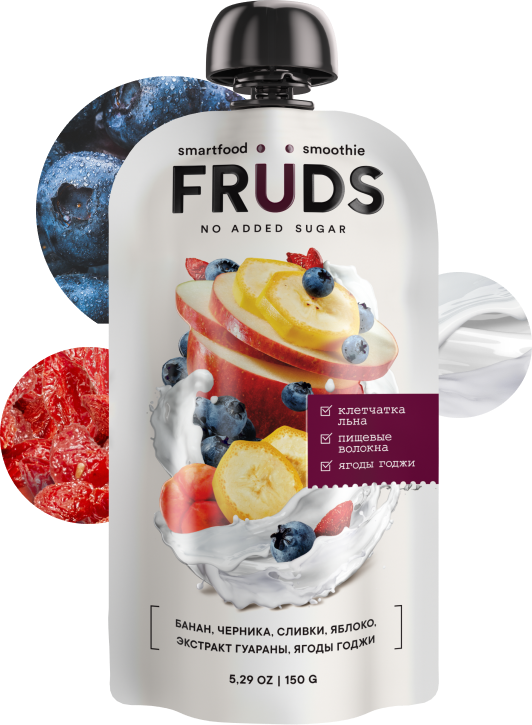 smartfood smoothie
FRÜDS
NO ADDED SUGAR
клетчатка
льна
пищевые
волокна
ягоды годжи
БАНАН, ЧЕРНИКА, СЛИВКИ, ЯБЛОКО,
ЭКСТРАКТ ГУАРАНЫ, ЯГОДЫ ГОДЖИ
5,29 OZ | 150 G